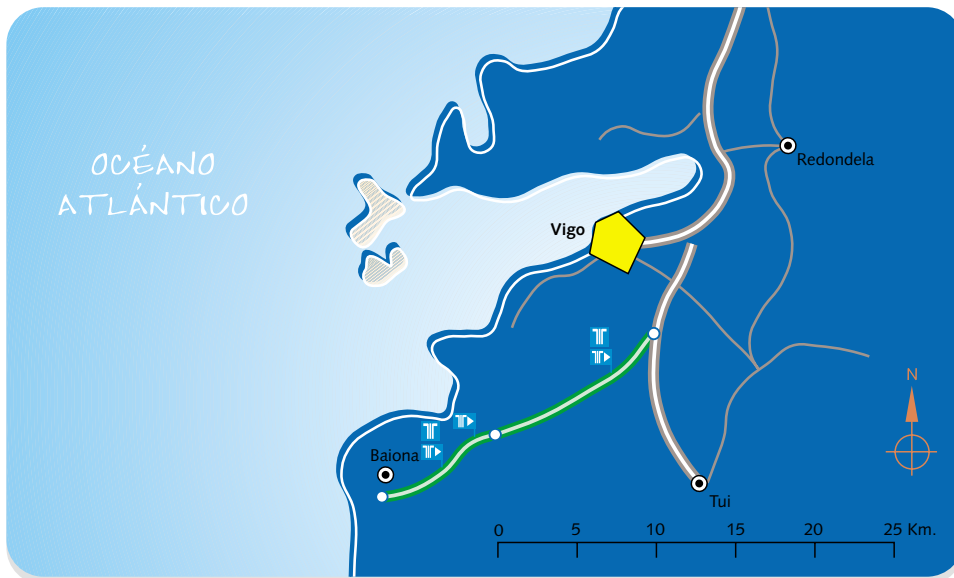 OCÉANO
ATLÁNTICO
Redondela
Vigo
N
Baiona
Tui
0 5 10 15 20 25 Km.